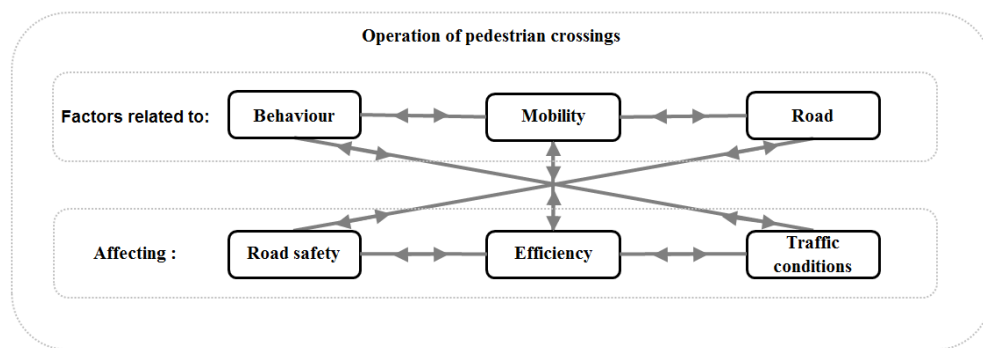 Operation of pedestrian crossings
Factors related to:
Behaviour
Mobility
Road
Affecting :
Road safety
Efficiency
Traffic
conditions